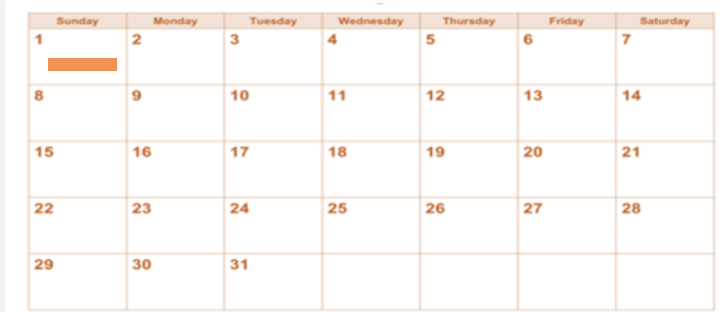 Sunday Monday Tuesday Wednesday Thursday Friday Saturday
1 2 3 4 5 6 7
8 9 10 11 12 13 14
15 16 17 18 19 20 21
22 23 24 25 26 27 28
29 30 31